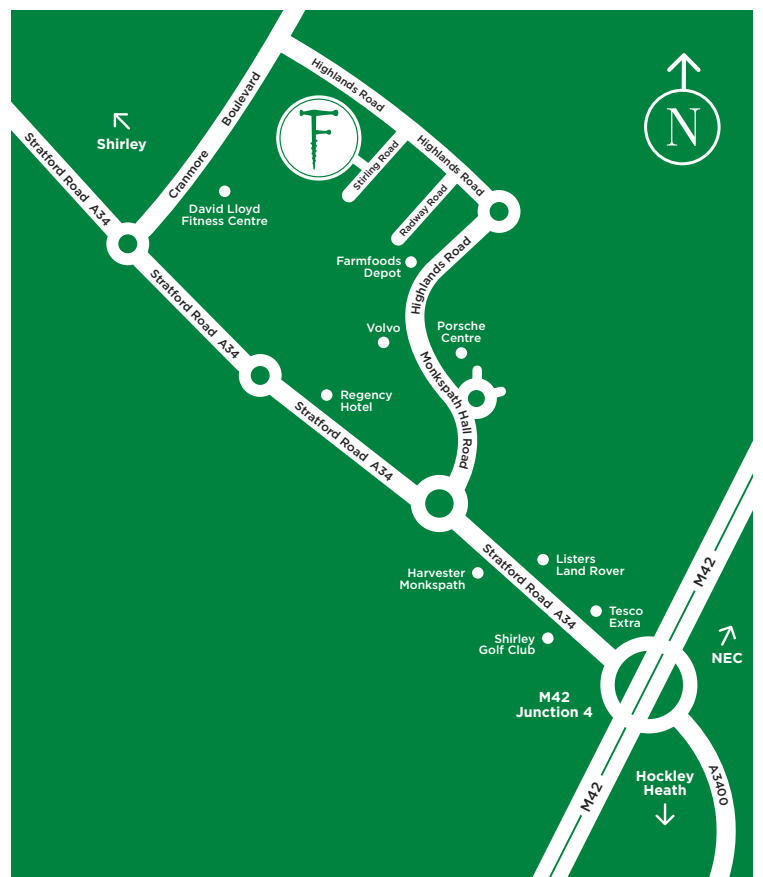 Highlands Road
Boulevard
Cranmore
N
Shirley
Stratford Road A34
F
Stirling Road
Highlands Road
Radway Road
David Lloyd
Fitness Centre
Highlands Road
Farmfoods
Depot
Stratford Road A34
Volvo
Porsche
Centre
Monkspath Hall Road
Regency
Hotel
Stratford Road A34
Stratford Road A34
Harvester
Monkspath
Listers
Land Rover
M42
Tesco
Extra
Shirley
Golf Club
NEC
M42
Junction 4
Hockley
Heath
A3400
M42